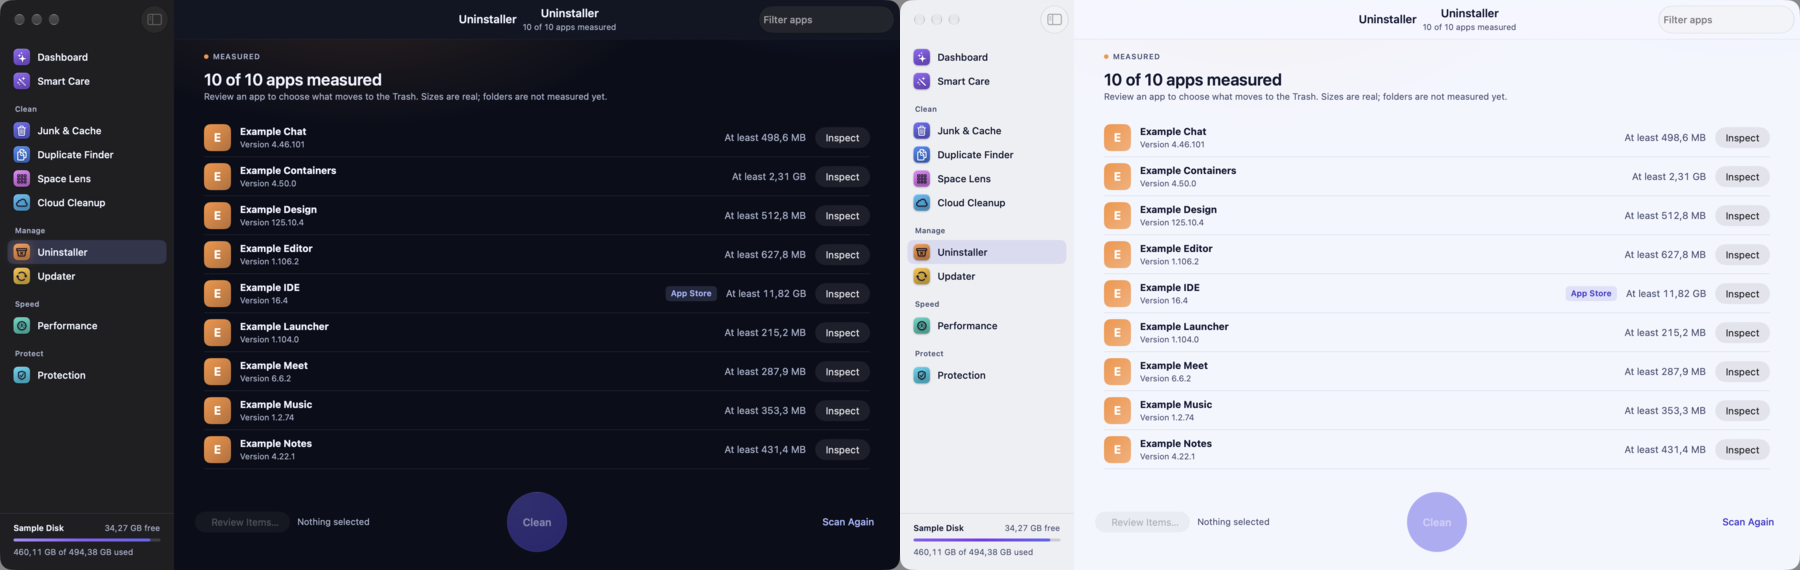 Uninstaller
Uninstaller
10 of 10 apps measured
Filter apps
Dashboard
Smart Care
Clean
Junk & Cache
Duplicate Finder
Space Lens
Cloud Cleanup
Manage
Uninstaller
Updater
Speed
Performance
Protect
Protection
Sample Disk 34,27 GB free
460,11 GB of 494,38 GB used
MEASURED
10 of 10 apps measured
Review an app to choose what moves to the Trash. Sizes are real; folders are not measured yet.
E Example Chat
Version 4.46.101
At least 498,6 MB Inspect
E Example Containers
Version 4.50.0
At least 2,31 GB Inspect
E Example Design
Version 125.10.4
At least 512,8 MB Inspect
E Example Editor
Version 1.106.2
At least 627,8 MB Inspect
E Example IDE
Version 16.4
App Store At least 11,82 GB Inspect
E Example Launcher
Version 1.104.0
At least 215,2 MB Inspect
E Example Meet
Version 6.6.2
At least 287,9 MB Inspect
E Example Music
Version 1.2.74
At least 353,3 MB Inspect
E Example Notes
Version 4.22.1
At least 431,4 MB Inspect
Review Items... Nothing selected Clean Scan Again
Uninstaller
Uninstaller
10 of 10 apps measured
Filter apps
Dashboard
Smart Care
Clean
Junk & Cache
Duplicate Finder
Space Lens
Cloud Cleanup
Manage
Uninstaller
Updater
Speed
Performance
Protect
Protection
Sample Disk 34,27 GB free
460,11 GB of 494,38 GB used
MEASURED
10 of 10 apps measured
Review an app to choose what moves to the Trash. Sizes are real; folders are not measured yet.
E Example Chat
Version 4.46.101
At least 498,6 MB Inspect
E Example Containers
Version 4.50.0
At least 2,31 GB Inspect
E Example Design
Version 125.10.4
At least 512,8 MB Inspect
E Example Editor
Version 1.106.2
At least 627,8 MB Inspect
E Example IDE
Version 16.4
App Store At least 11,82 GB Inspect
E Example Launcher
Version 1.104.0
At least 215,2 MB Inspect
E Example Meet
Version 6.6.2
At least 287,9 MB Inspect
E Example Music
Version 1.2.74
At least 353,3 MB Inspect
E Example Notes
Version 4.22.1
At least 431,4 MB Inspect
Review Items... Nothing selected Clean Scan Again